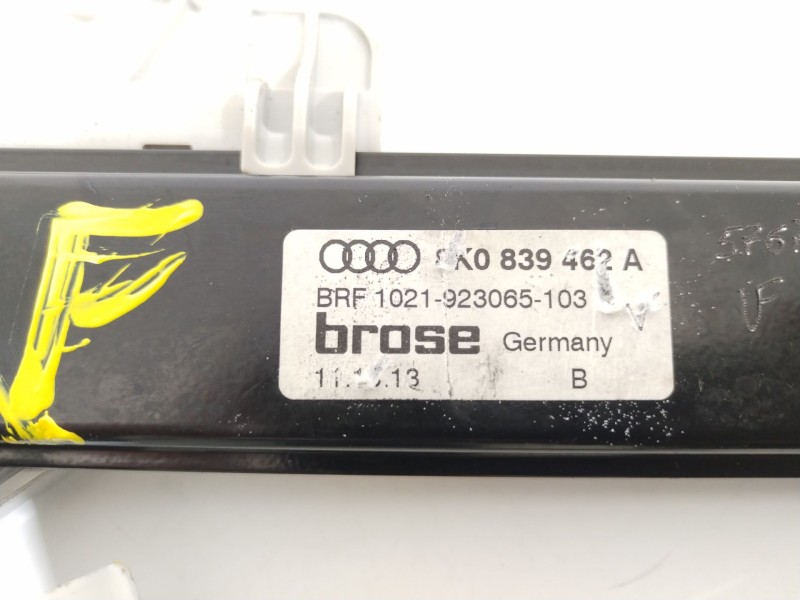 8K0 839 462 A
BRF 1021-923065-103
brose Germany
B
F